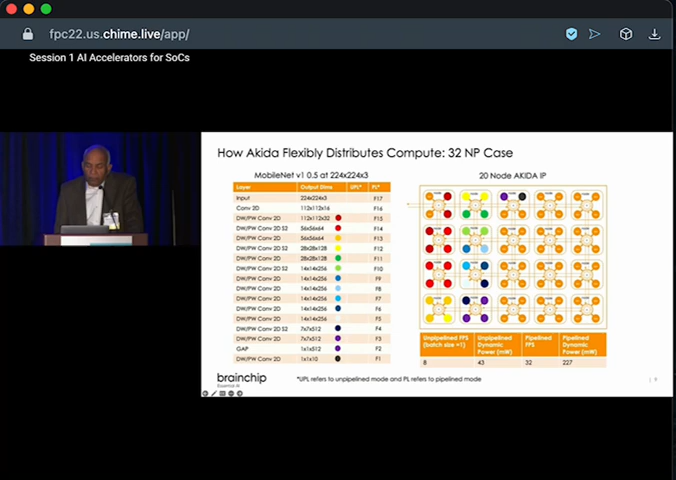 fpc22.us.chime.live/app/
Session 1 AI Accelerators for SoCs
How Akida Flexibly Distributes Compute: 32 NP Case
MobileNet v1 0.5 at 224x224x3
Layer Output Dims UPL* PL*
Input 224x224x3 F17
Conv 2D 112x112x16 F16
DW/PW Conv 2D 112x112x32 F15
DW/PW Conv 2D S2 56x56x64 F14
DW/PW Conv 2D 56x56x64 F13
DW/PW Conv 2D S2 28x28x128 F12
DW/PW Conv 2D 28x28x128 F11
DW/PW Conv 2D S2 14x14x256 F10
DW/PW Conv 2D 14x14x256 F9
DW/PW Conv 2D 14x14x256 F8
DW/PW Conv 2D 14x14x256 F7
DW/PW Conv 2D 14x14x256 F6
DW/PW Conv 2D 14x14x256 F5
DW/PW Conv 2D S2 7x7x512 F4
DW/PW Conv 2D 7x7x512 F3
GAP 1x1x512 F2
DW/PW Conv 2D 1x1x10 F1
20 Node AKIDA IP
Unpipelined FPS (batch size =1) Unpipelined Dynamic Power (mW) Pipelined FPS Pipelined Dynamic Power (mW)
8 43 32 227
brainchip
Essential AI
*UPL refers to unpipelined mode and PL refers to pipelined mode
9